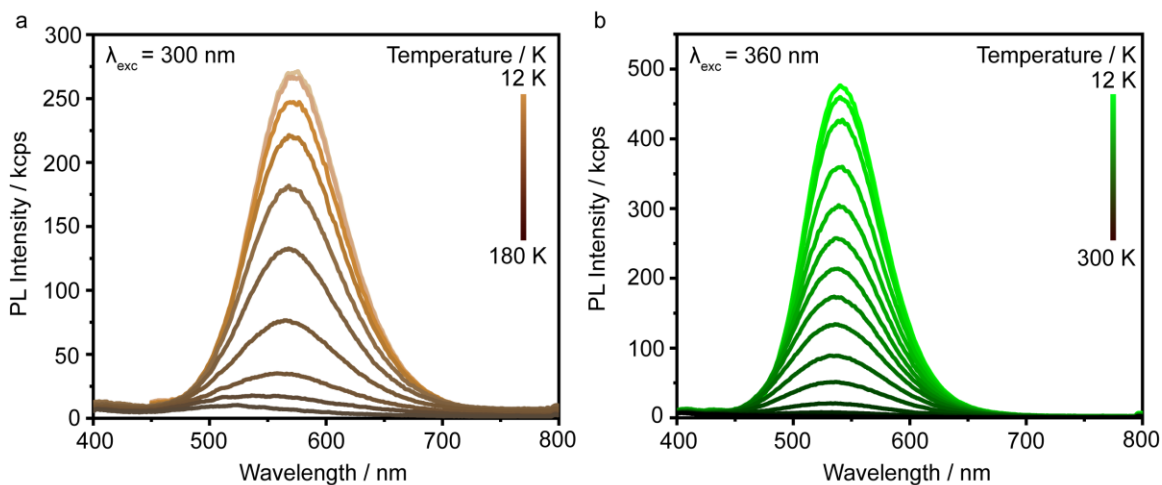 a
λexc = 300 nm
Temperature / K
12 K
180 K
300
250
200
150
100
50
0
PL Intensity / kcps
400 500 600 700 800
Wavelength / nm
b
λexc = 360 nm
Temperature / K
12 K
300 K
500
400
300
200
100
0
PL Intensity / kcps
400 500 600 700 800
Wavelength / nm